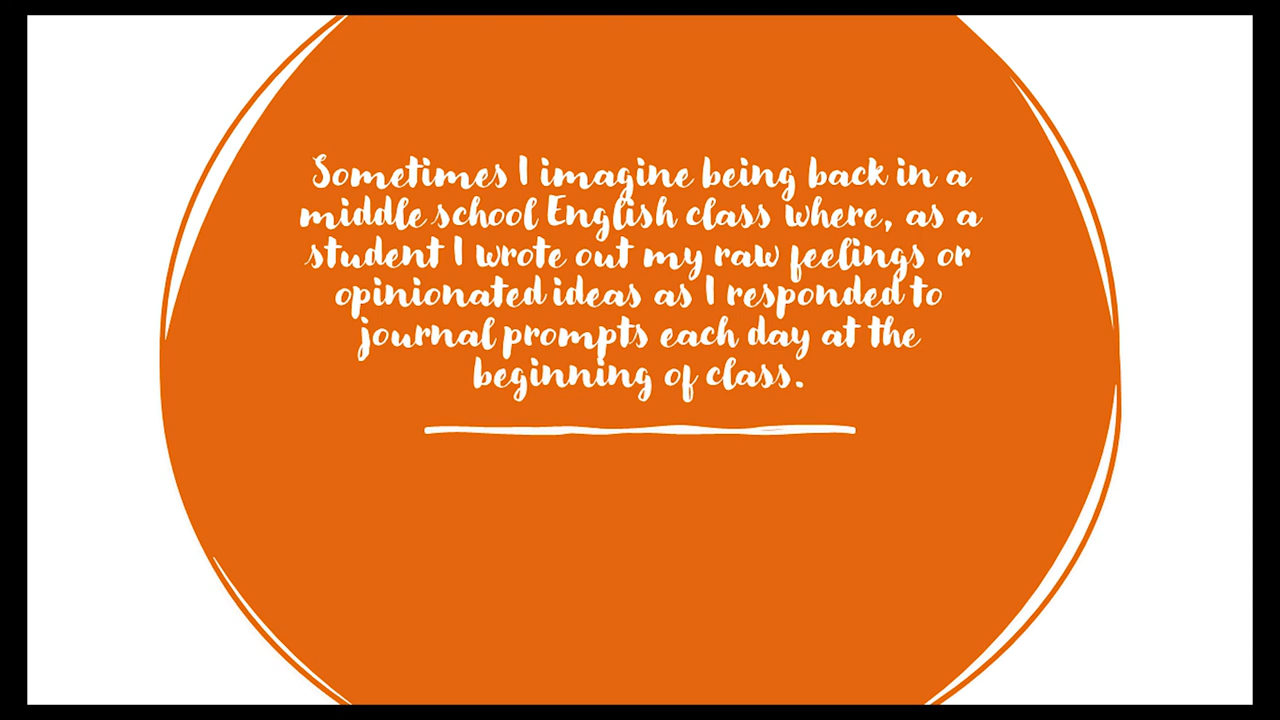 Sometimes I imagine being back in a
middle school English class where, as a
student I wrote out my raw feelings or
opinionated ideas as I responded to
journal prompts each day at the
beginning of class.